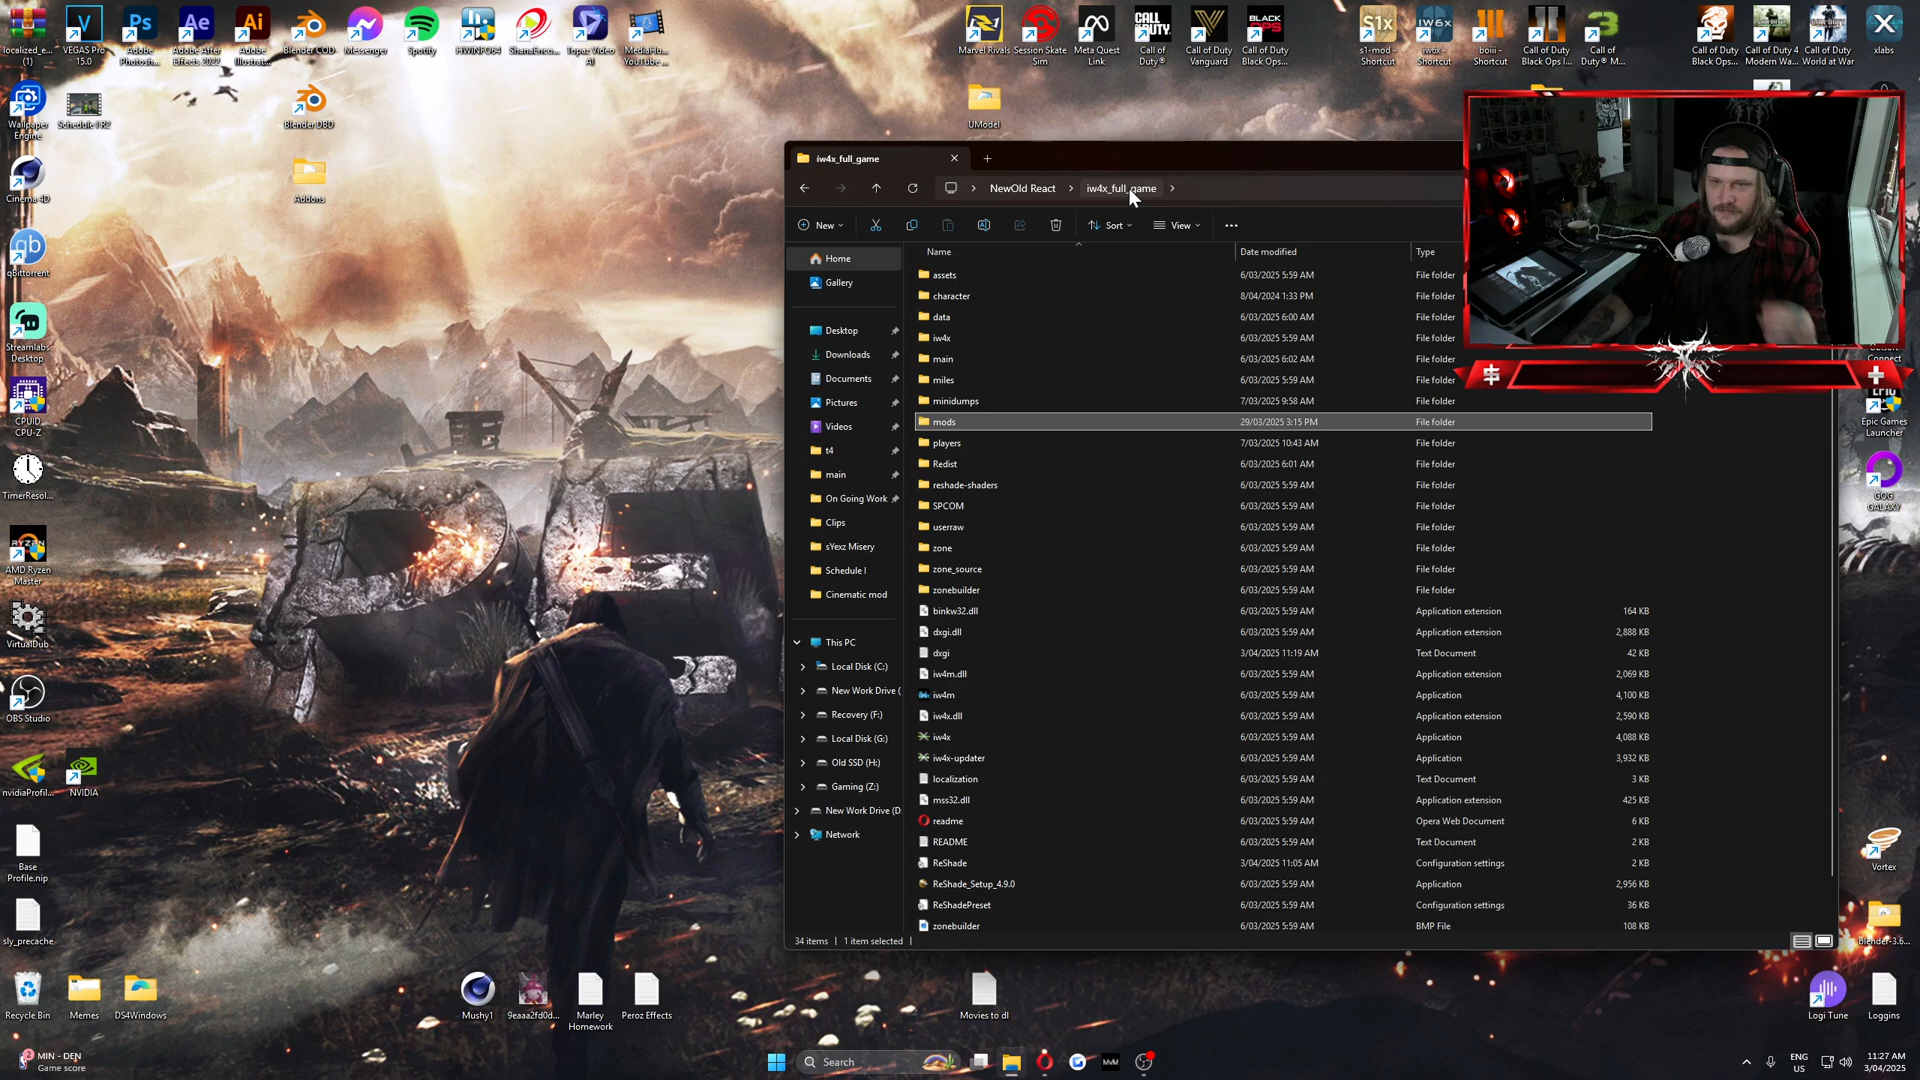 localized_e...
(1)
VEGAS Pro
15.0
Adobe
Photosh...
Adobe After
Effects 2022
Adobe
Illustrat...
Blender COD
Messenger
Spotify
HWiNFO64
ShanaEnco...
Topaz Video
AI
MediaHu...
YouTube ...
Marvel Rivals
Session Skate
Sim
Meta Quest
Link
Call of
Duty®
Call of Duty
Vanguard
Call of Duty
Black Ops...
s1-mod -
Shortcut
iw6x -
Shortcut
boiii -
Shortcut
Call of Duty
Black Ops I...
Call of
Duty® M...
Call of Duty
Black Ops...
Call of Duty 4
Modern Wa...
Call of Duty
World at War
xlabs
Wallpaper
Engine
Schedule I R2
Blender DBD
UModel
Cinema 4D
Addons
qBittorrent
Streamlabs
Desktop
CPUID
CPU-Z
TimerResol...
AMD Ryzen
Master
VirtualDub
OBS Studio
nvidiaProfil...
NVIDIA
Base
Profile.nip
sly_precache
Recycle Bin
Memes
DS4Windows
Mushy1
9eaaa2fd0d...
Marley
Homework
Peroz Effects
Movies to dl
Connect
Epic Games
Launcher
GOG
GALAXY
Vortex
Blender-3.6...
Logi Tune
Loggins
iw4x_full_game
NewOld React
iw4x_full_game
New
Sort
View
Home
Gallery
Desktop
Downloads
Documents
Pictures
Videos
t4
main
On Going Work
Clips
sYexz Misery
Schedule I
Cinematic mod
This PC
Local Disk (C:)
New Work Drive (
Recovery (F:)
Local Disk (G:)
Old SSD (H:)
Gaming (Z:)
New Work Drive (D:
Network
Name Date modified Type
assets 6/03/2025 5:59 AM File folder
character 8/04/2024 1:33 PM File folder
data 6/03/2025 6:00 AM File folder
iw4x 6/03/2025 5:59 AM File folder
main 6/03/2025 6:02 AM File folder
miles 6/03/2025 5:59 AM File folder
minidumps 7/03/2025 9:58 AM File folder
mods 29/03/2025 3:15 PM File folder
players 7/03/2025 10:43 AM File folder
Redist 6/03/2025 6:01 AM File folder
reshade-shaders 6/03/2025 5:59 AM File folder
SPCOM 6/03/2025 5:59 AM File folder
userraw 6/03/2025 5:59 AM File folder
zone 6/03/2025 5:59 AM File folder
zone_source 6/03/2025 5:59 AM File folder
zonebuilder 6/03/2025 5:59 AM File folder
binkw32.dll 6/03/2025 5:59 AM Application extension 164 KB
dxgi.dll 6/03/2025 5:59 AM Application extension 2,888 KB
dxgi 3/04/2025 11:19 AM Text Document 42 KB
iw4m.dll 6/03/2025 5:59 AM Application extension 2,069 KB
iw4m 6/03/2025 5:59 AM Application 4,100 KB
iw4x.dll 6/03/2025 5:59 AM Application extension 2,590 KB
iw4x 6/03/2025 5:59 AM Application 4,088 KB
iw4x-updater 6/03/2025 5:59 AM Application 3,932 KB
localization 6/03/2025 5:59 AM Text Document 3 KB
mss32.dll 6/03/2025 5:59 AM Application extension 425 KB
readme 6/03/2025 5:59 AM Opera Web Document 6 KB
README 6/03/2025 5:59 AM Text Document 2 KB
ReShade 3/04/2025 11:05 AM Configuration settings 2 KB
ReShade_Setup_4.9.0 6/03/2025 5:59 AM Application 2,956 KB
ReShadePreset 6/03/2025 5:59 AM Configuration settings 36 KB
zonebuilder 6/03/2025 5:59 AM BMP File 108 KB
34 items 1 item selected
2
MIN - DEN
Game score
Search
MVM
ENG
US
11:27 AM
3/04/2025